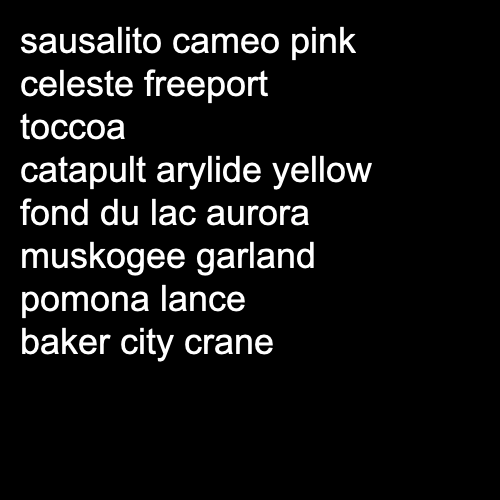 sausalito cameo pink
celeste freeport
toccoa
catapult arylide yellow
fond du lac aurora
muskogee garland
pomona lance
baker city crane